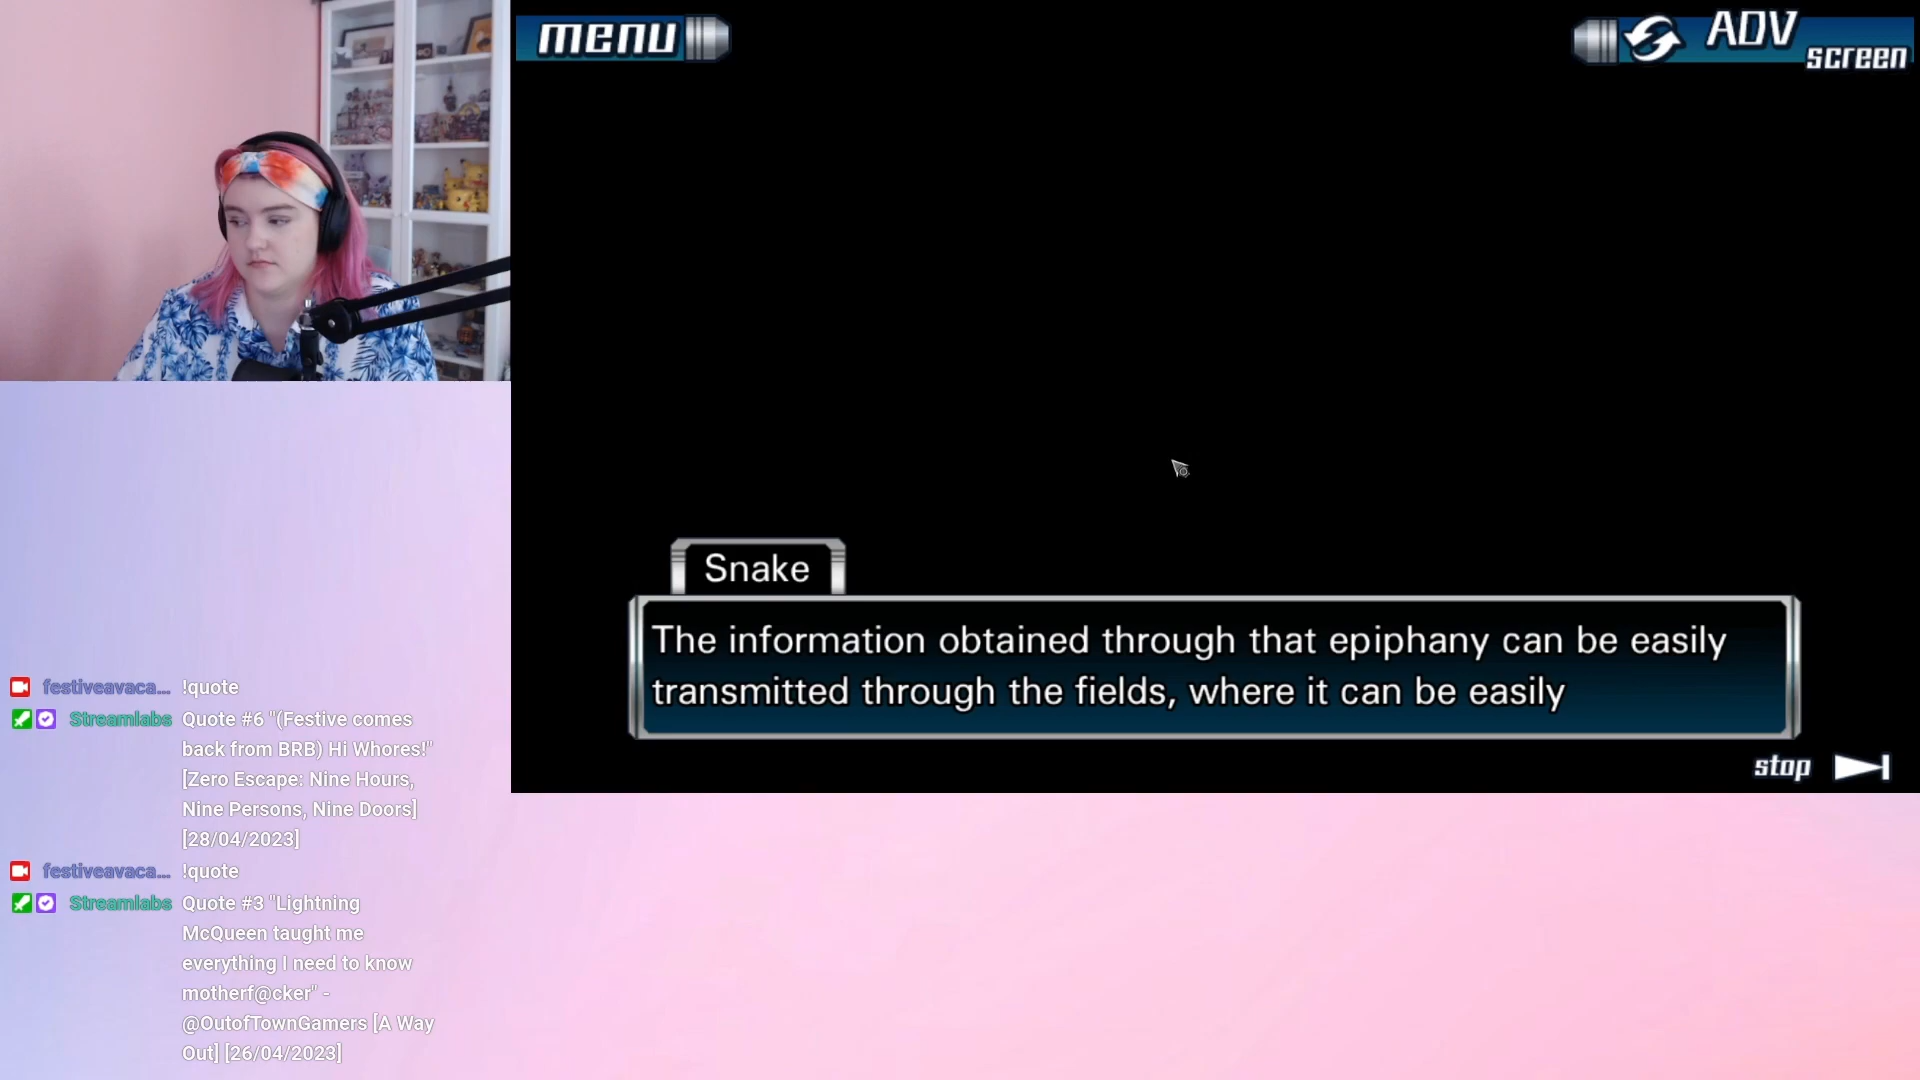 menu
ADV
screen
Snake
The information obtained through that epiphany can be easily
transmitted through the fields, where it can be easily
stop
festiveavaca... !quote
Streamlabs Quote #6 "(Festive comes
back from BRB) Hi Whores!"
[Zero Escape: Nine Hours,
Nine Persons, Nine Doors]
[28/04/2023]
festiveavaca... !quote
Streamlabs Quote #3 "Lightning
McQueen taught me
everything I need to know
motherf@cker" -
@OutofTownGamers [A Way
Out] [26/04/2023]